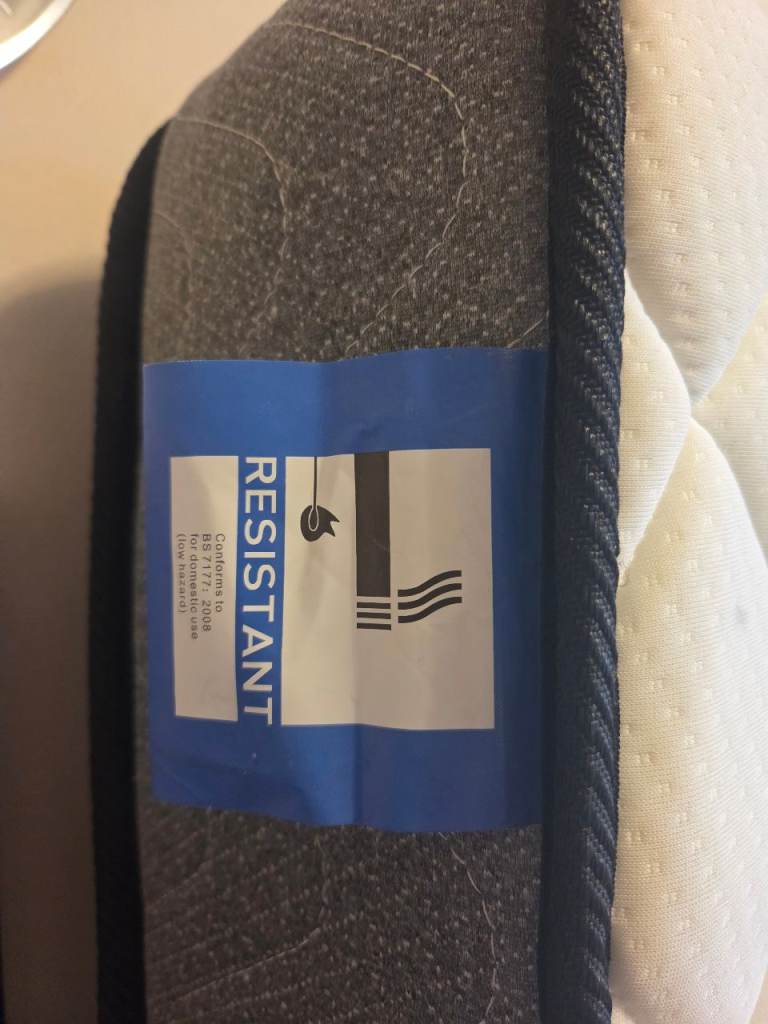 RESISTANT
Conforms to
BS 7177: 2008
for domestic use
(low hazard)